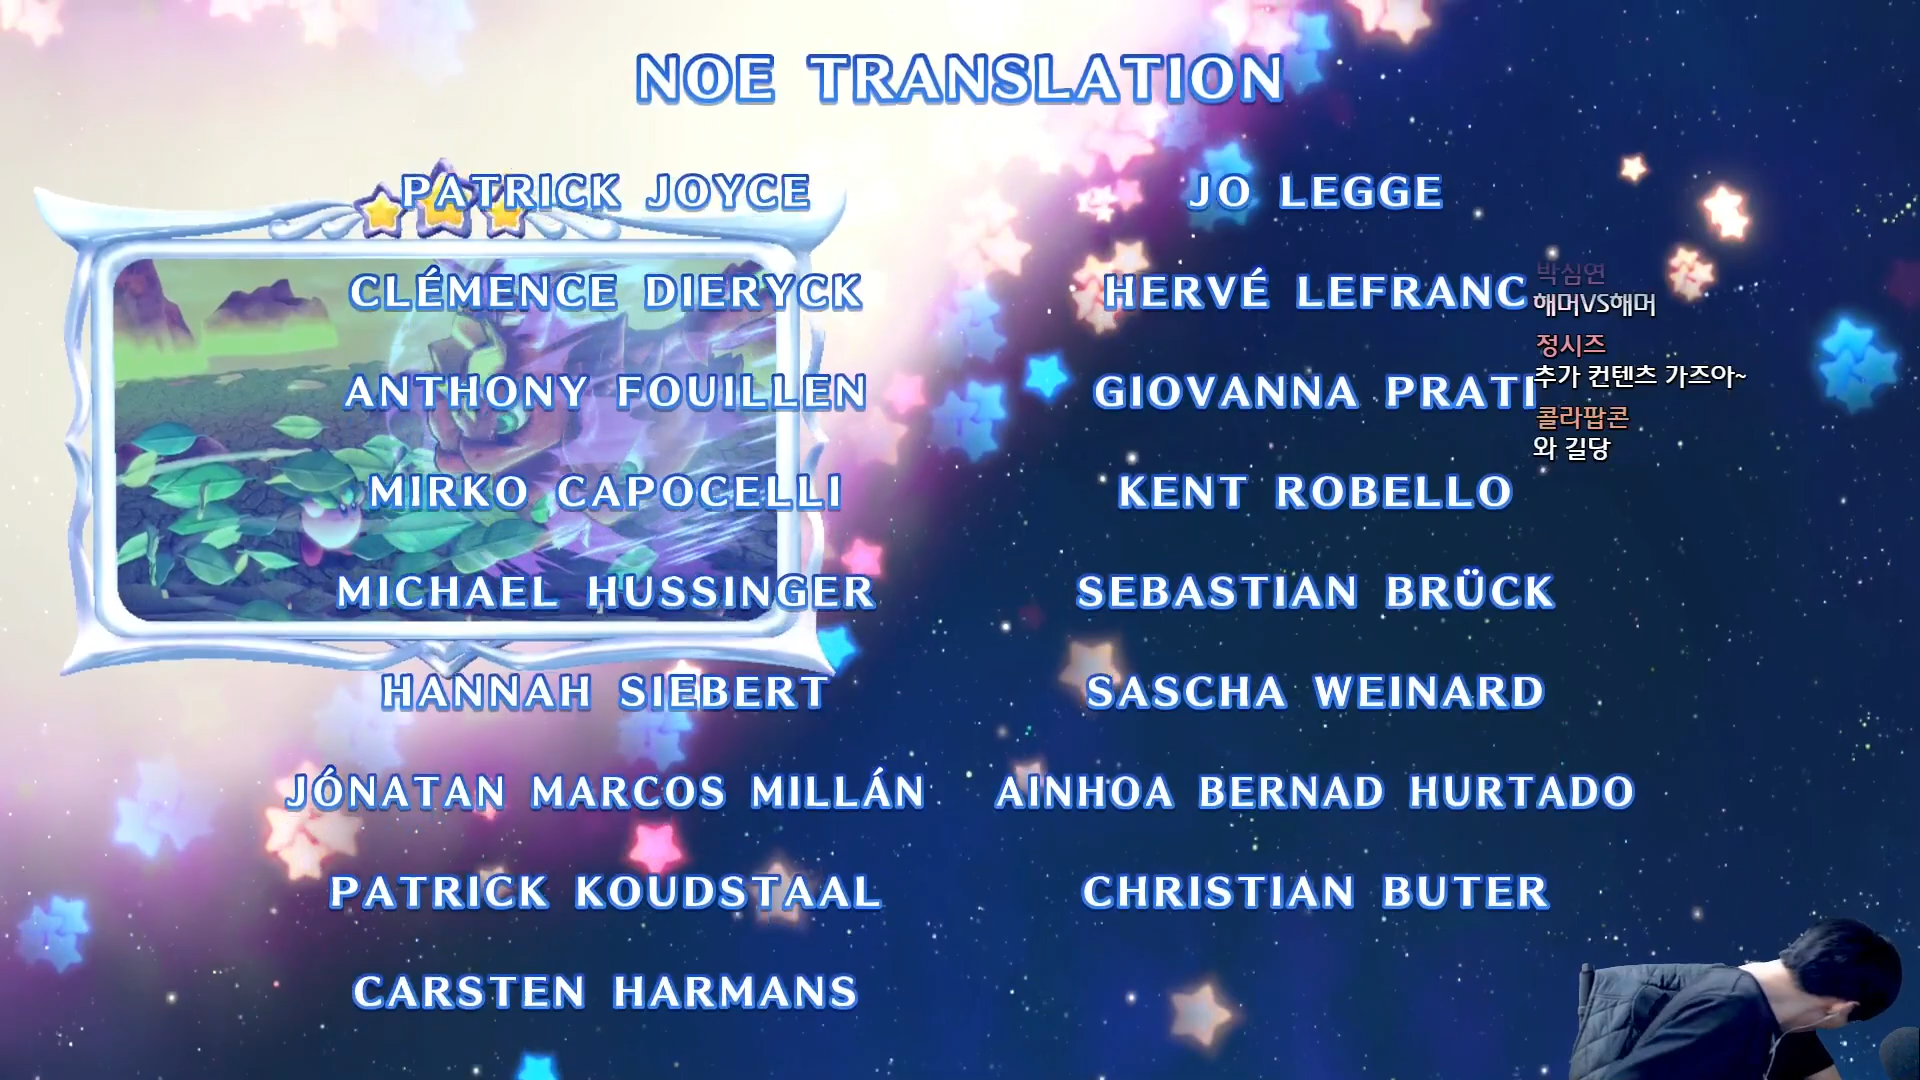 NOE TRANSLATION
PATRICK JOYCE
JO LEGGE
CLÉMENCE DIERYCK
HERVÉ LEFRANC
ANTHONY FOUILLEN
GIOVANNA PRATI
MIRKO CAPOCELLI
KENT ROBELLO
MICHAEL HUSSINGER
SEBASTIAN BRÜCK
HANNAH SIEBERT
SASCHA WEINARD
JÓNATAN MARCOS MILLÁN
AINHOA BERNAD HURTADO
PATRICK KOUDSTAAL
CHRISTIAN BUTER
CARSTEN HARMANS
박심연
해머VS해머
정시즈
추가 컨텐츠 가즈아~
콜라팝콘
와 길당